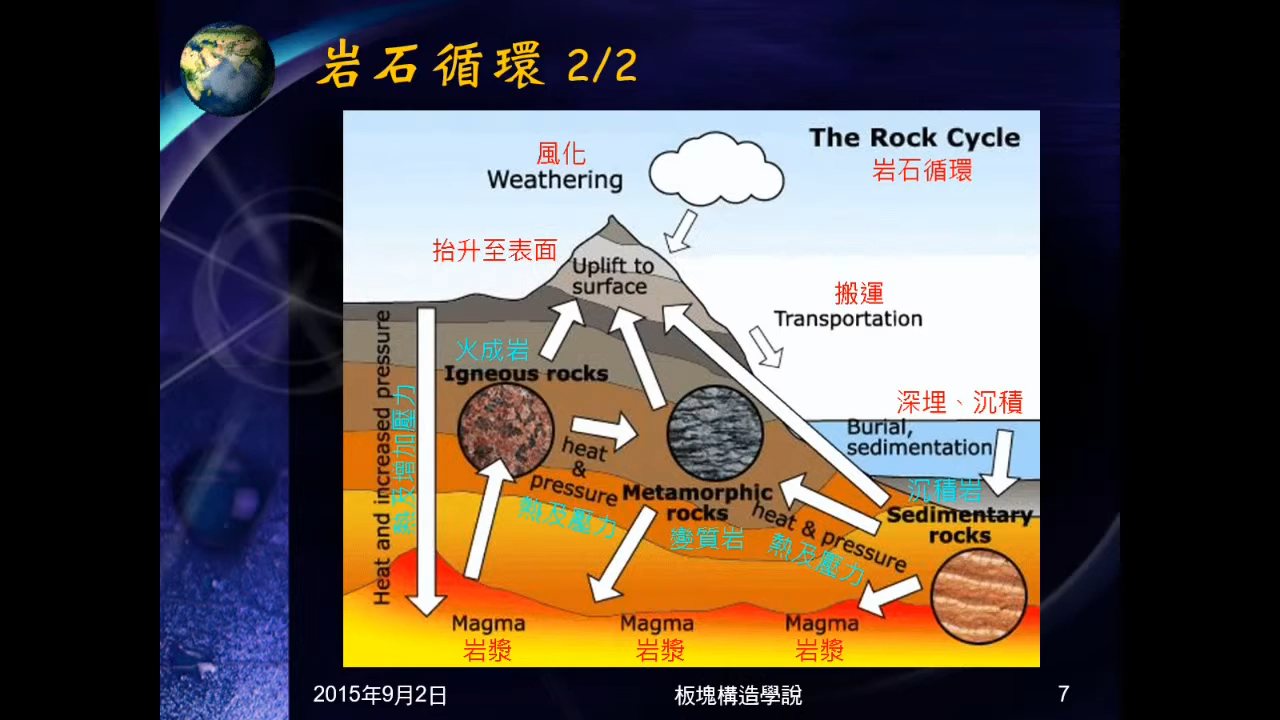 岩石循環 2/2
The Rock Cycle
岩石循環
風化
Weathering
抬升至表面
Uplift to
surface
搬運
Transportation
火成岩
Igneous rocks
深埋、沉積
Burial,
sedimentation
Heat and increased pressure
熱及增加壓力
heat
&
pressure
熱及壓力
Metamorphic
rocks
變質岩
heat & pressure
熱及壓力
沉積岩
Sedimentary
rocks
Magma
岩漿
Magma
岩漿
Magma
岩漿
2015年9月2日
板塊構造學說
7